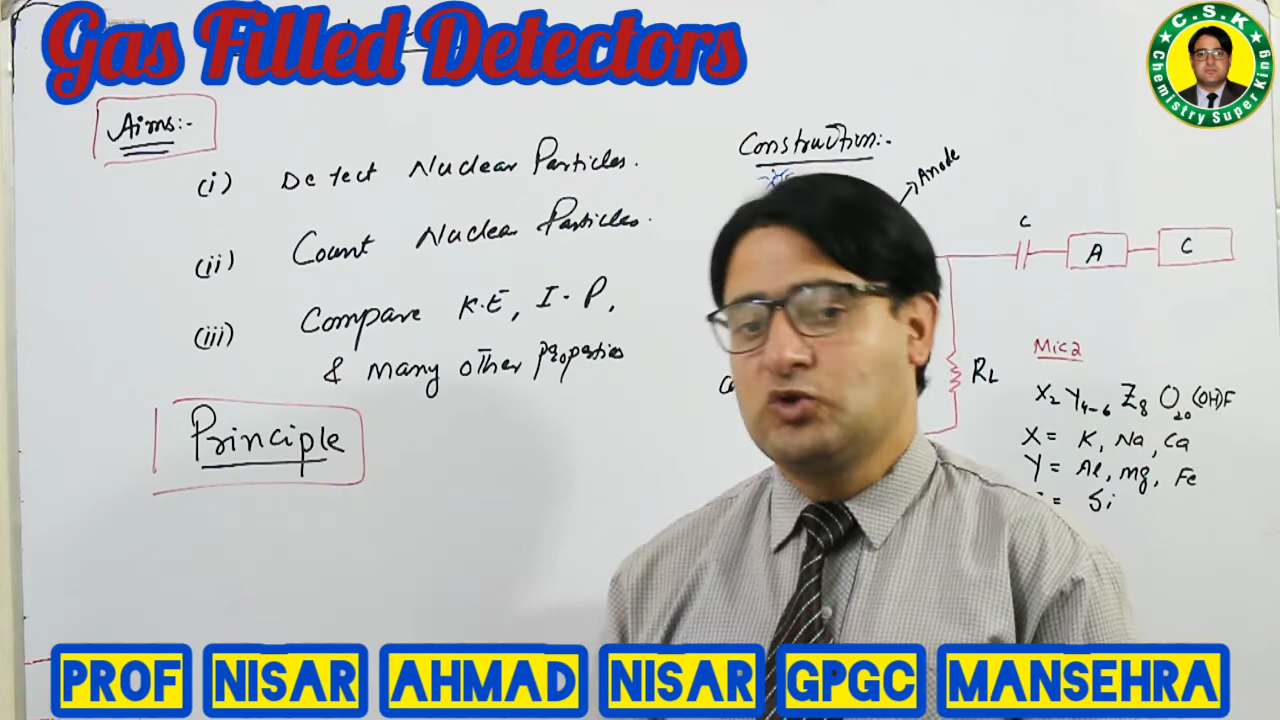 Gas Filled Detectors
C.S.K
Chemistry Super King
Aims:-
(i) Detect Nuclear Particles.
(ii) Count Nuclear Particles.
(iii) Compare K.E, I.P,
& many other Properties
Principle
Construction:-
Anode
C
A
C
RL
Mica
X2 Y4-6 Z8 O20 (OH)F
X = K, Na, Ca
Y = Al, Mg, Fe
= Si
PROF NISAR AHMAD NISAR GPGC MANSEHRA